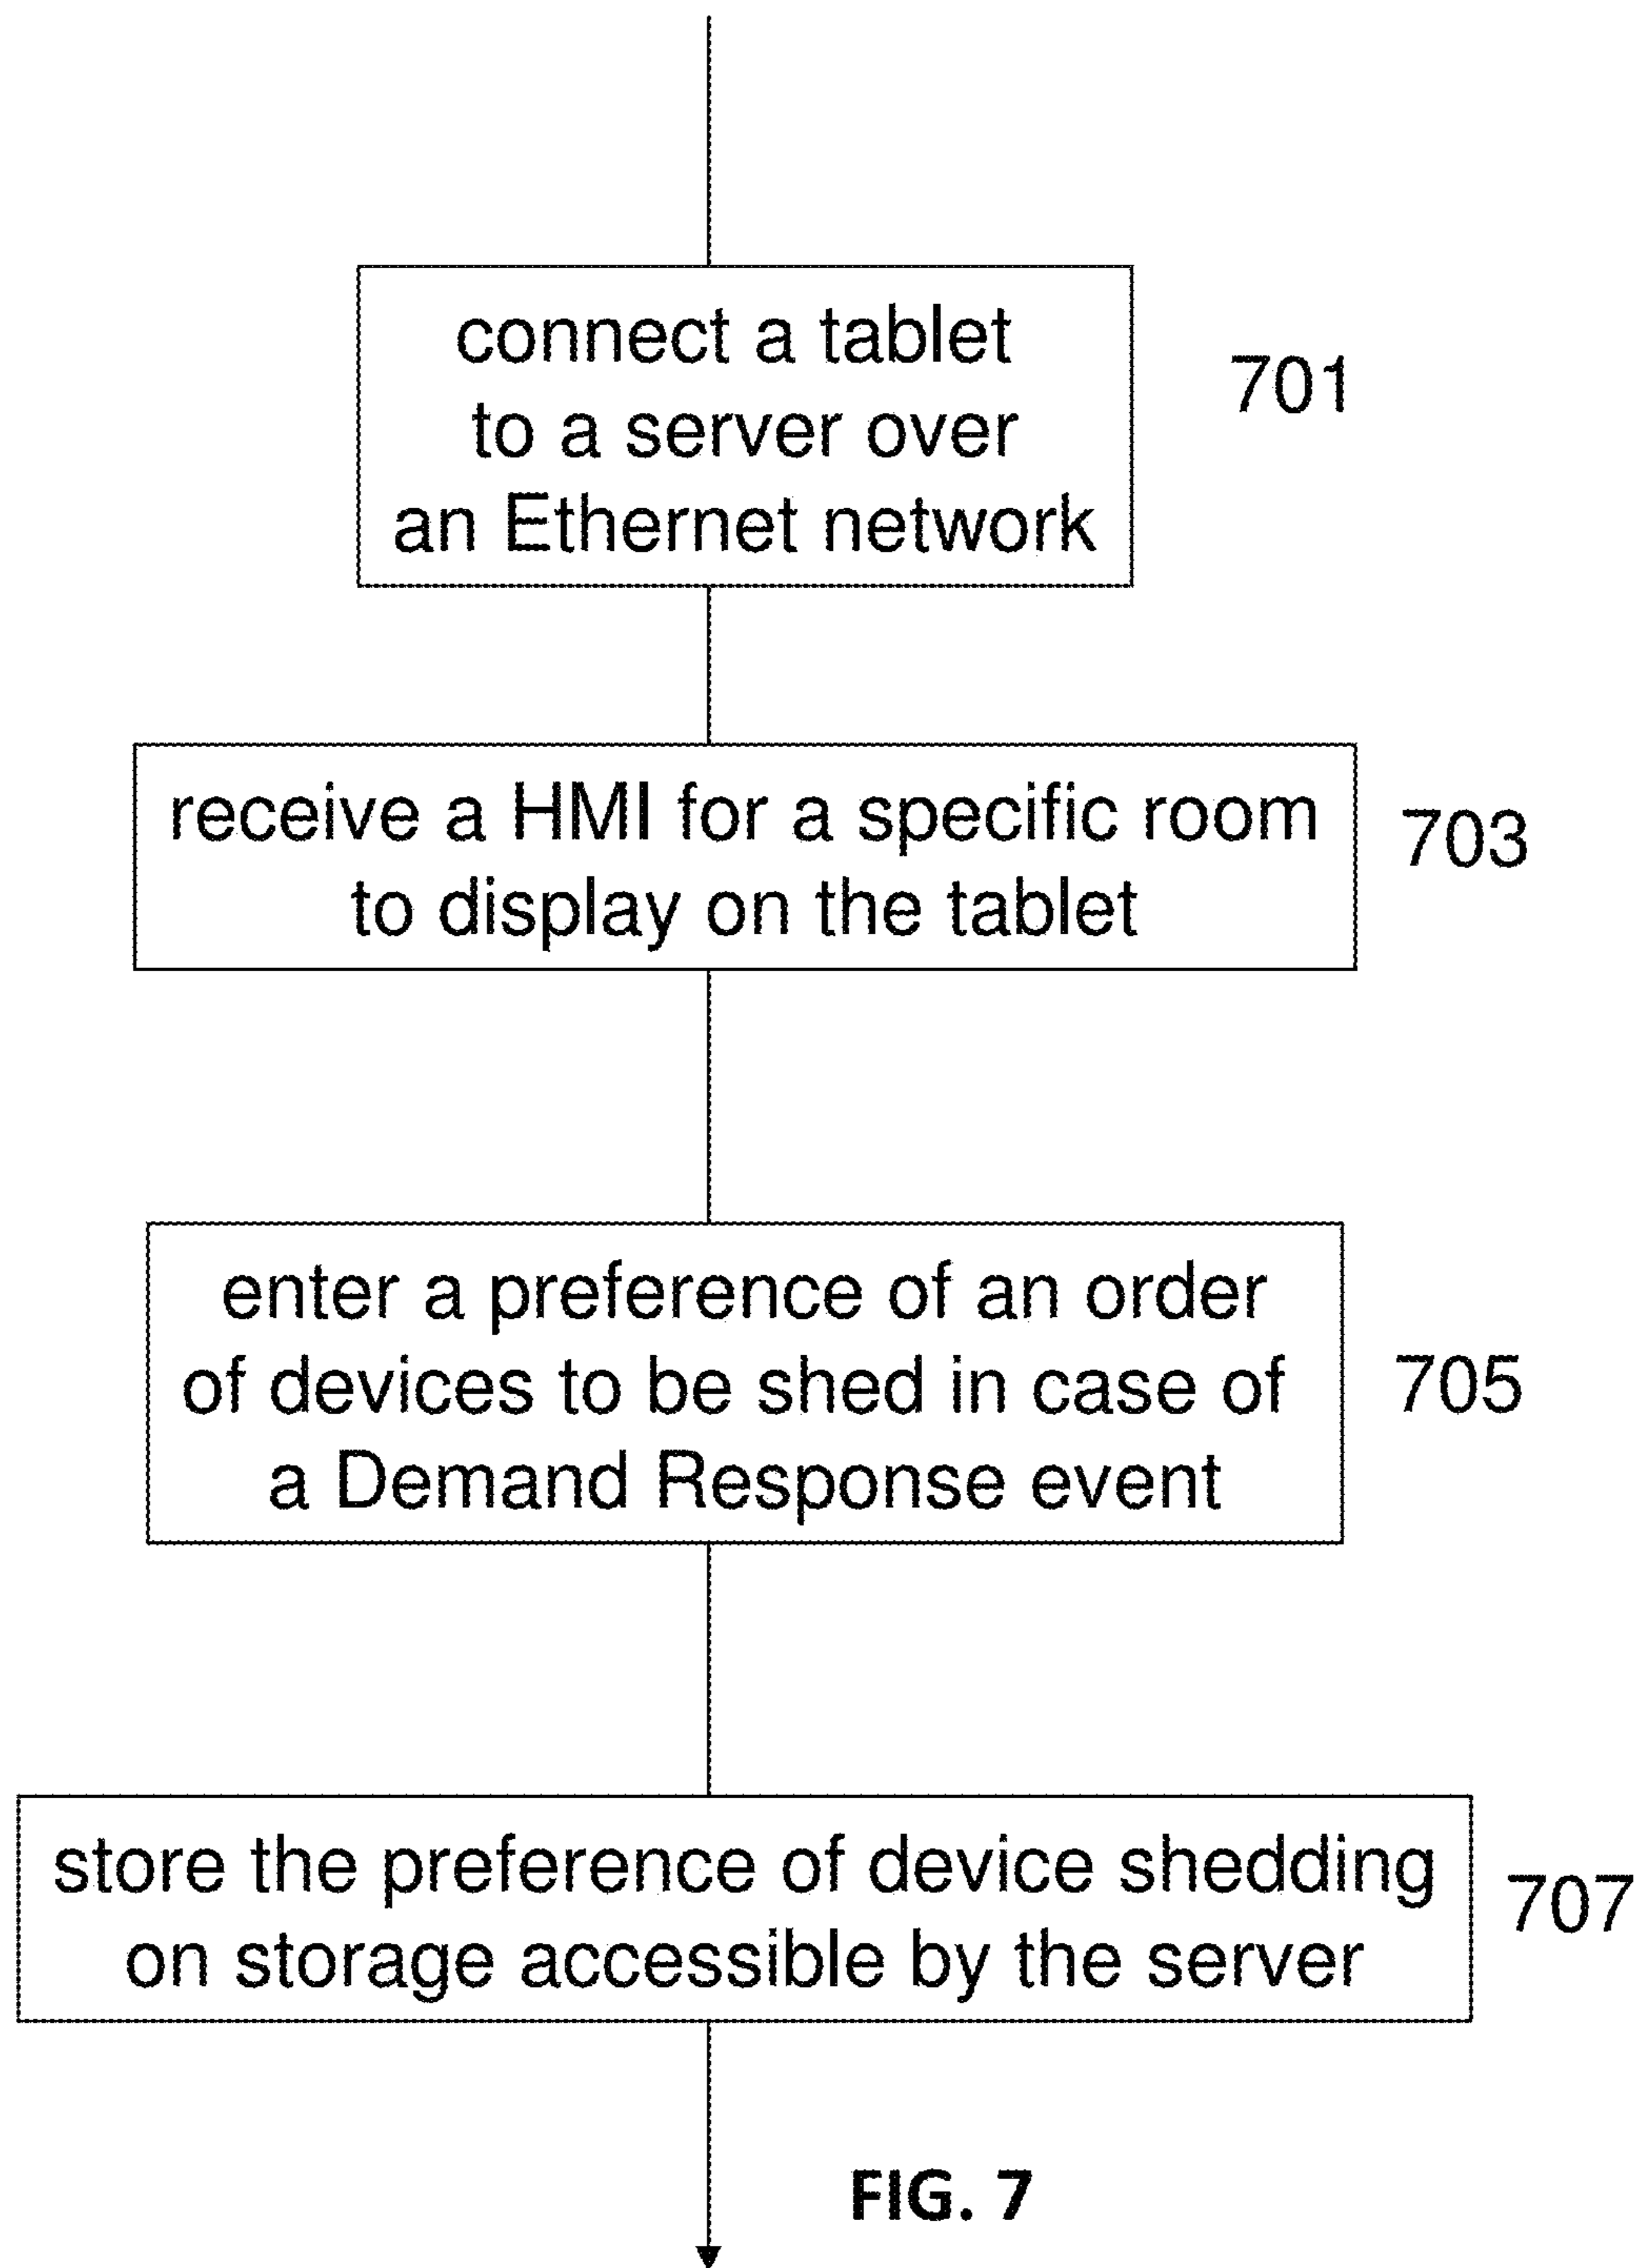 connect a tablet
to a server over
an Ethernet network
701
receive a HMI for a specific room
to display on the tablet
703
enter a preference of an order
of devices to be shed in case of
a Demand Response event
705
store the preference of device shedding
on storage accessible by the server
707
FIG. 7